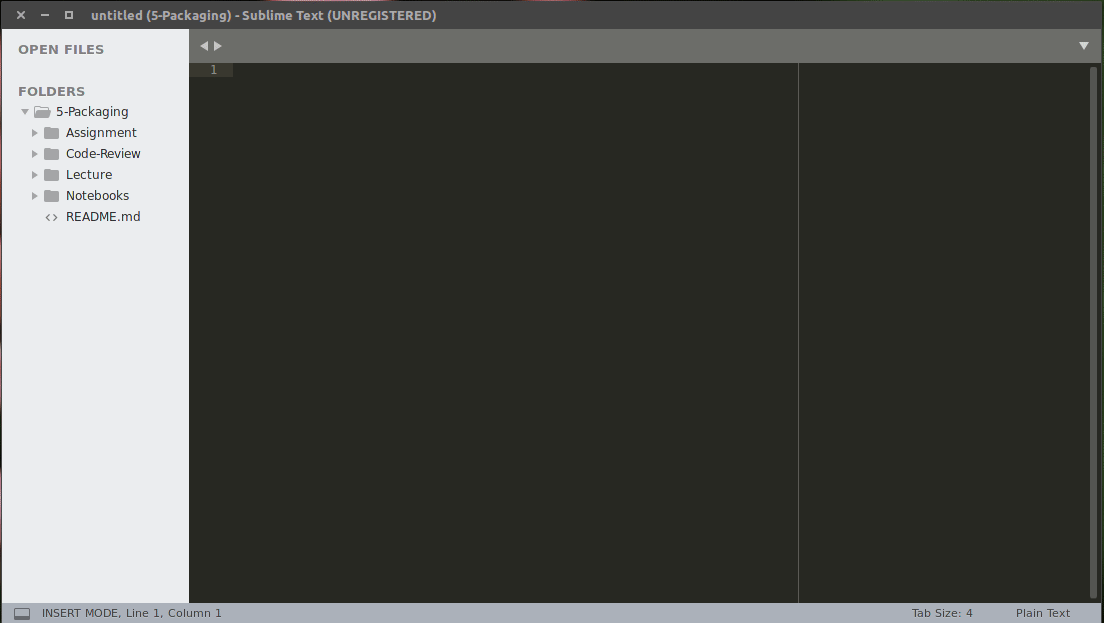 untitled (5-Packaging) - Sublime Text (UNREGISTERED)
OPEN FILES
FOLDERS
5-Packaging
Assignment
Code-Review
Lecture
Notebooks
README.md
1
INSERT MODE, Line 1, Column 1
Tab Size: 4
Plain Text